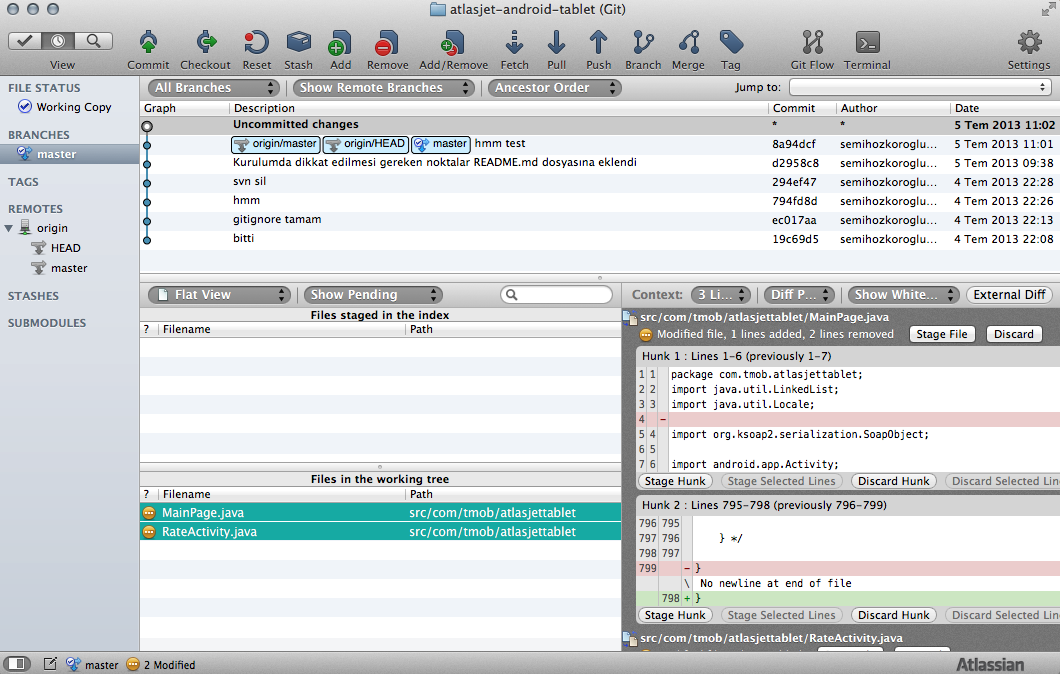 atlasjet-android-tablet (Git)
View Commit Checkout Reset Stash Add Remove Add/Remove Fetch Pull Push Branch Merge Tag Git Flow Terminal Settings
FILE STATUS
Working Copy
BRANCHES
master
TAGS
REMOTES
origin
HEAD
master
STASHES
SUBMODULES
All Branches Show Remote Branches Ancestor Order Jump to:
Graph Description Commit Author Date
Uncommitted changes * * 5 Tem 2013 11:02
origin/master origin/HEAD master hmm test 8a94dcf semihozkoroglu... 5 Tem 2013 11:01
Kurulumda dikkat edilmesi gereken noktalar README.md dosyasına eklendi d2958c8 semihozkoroglu... 5 Tem 2013 09:38
svn sil 294ef47 semihozkoroglu... 4 Tem 2013 22:28
hmm 794fd8d semihozkoroglu... 4 Tem 2013 22:26
gitignore tamam ec017aa semihozkoroglu... 4 Tem 2013 22:13
bitti 19c69d5 semihozkoroglu... 4 Tem 2013 22:08
Flat View Show Pending
Files staged in the index
? Filename Path
Files in the working tree
? Filename Path
MainPage.java src/com/tmob/atlasjettablet
RateActivity.java src/com/tmob/atlasjettablet
Context: 3 Li... Diff P... Show White... External Diff
src/com/tmob/atlasjettablet/MainPage.java
Modified file, 1 lines added, 2 lines removed Stage File Discard
Hunk 1 : Lines 1-6 (previously 1-7)
1 1 package com.tmob.atlasjettablet;
2 2 import java.util.LinkedList;
3 3 import java.util.Locale;
4 -
5 4 import org.ksoap2.serialization.SoapObject;
6 5
7 6 import android.app.Activity;
Stage Hunk Stage Selected Lines Discard Hunk Discard Selected Lin
Hunk 2 : Lines 795-798 (previously 796-799)
796 795
797 796 } */
798 797
799 - }
\ No newline at end of file
798 + }
Stage Hunk Stage Selected Lines Discard Hunk Discard Selected Lin
src/com/tmob/atlasjettablet/RateActivity.java
master 2 Modified
Atlassian